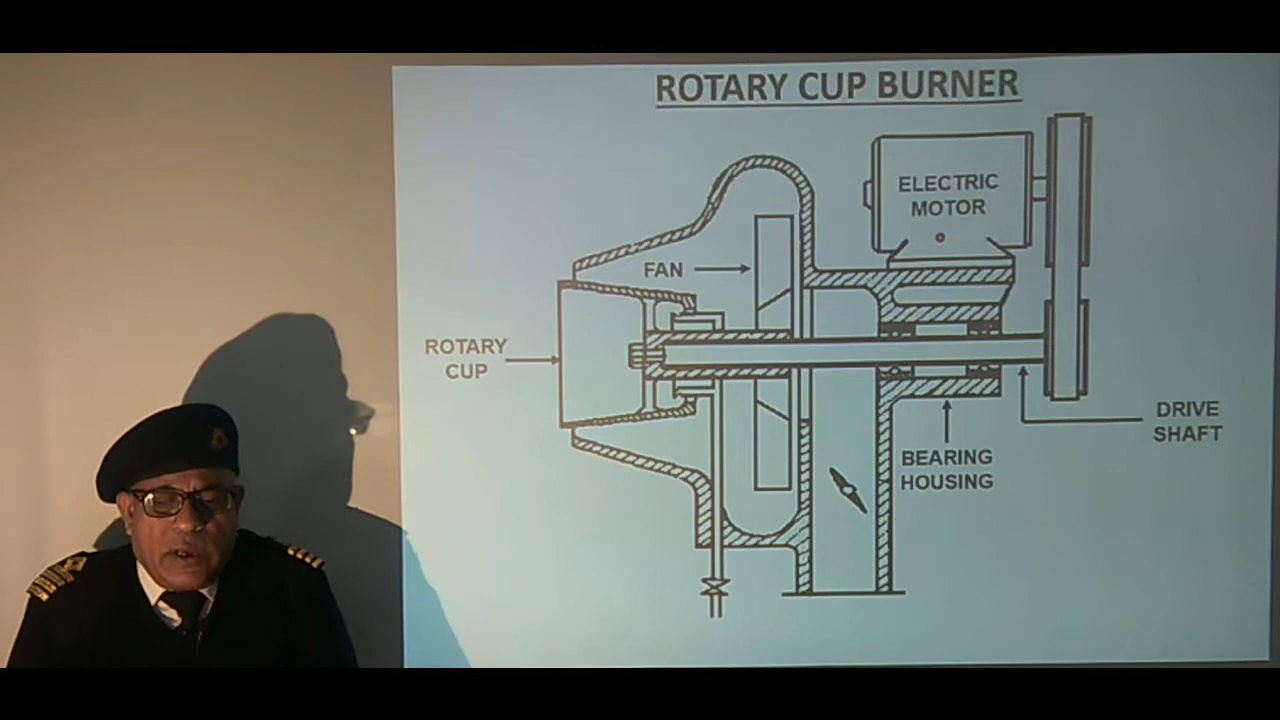 ROTARY CUP BURNER
ELECTRIC
MOTOR
FAN
ROTARY
CUP
DRIVE
SHAFT
BEARING
HOUSING